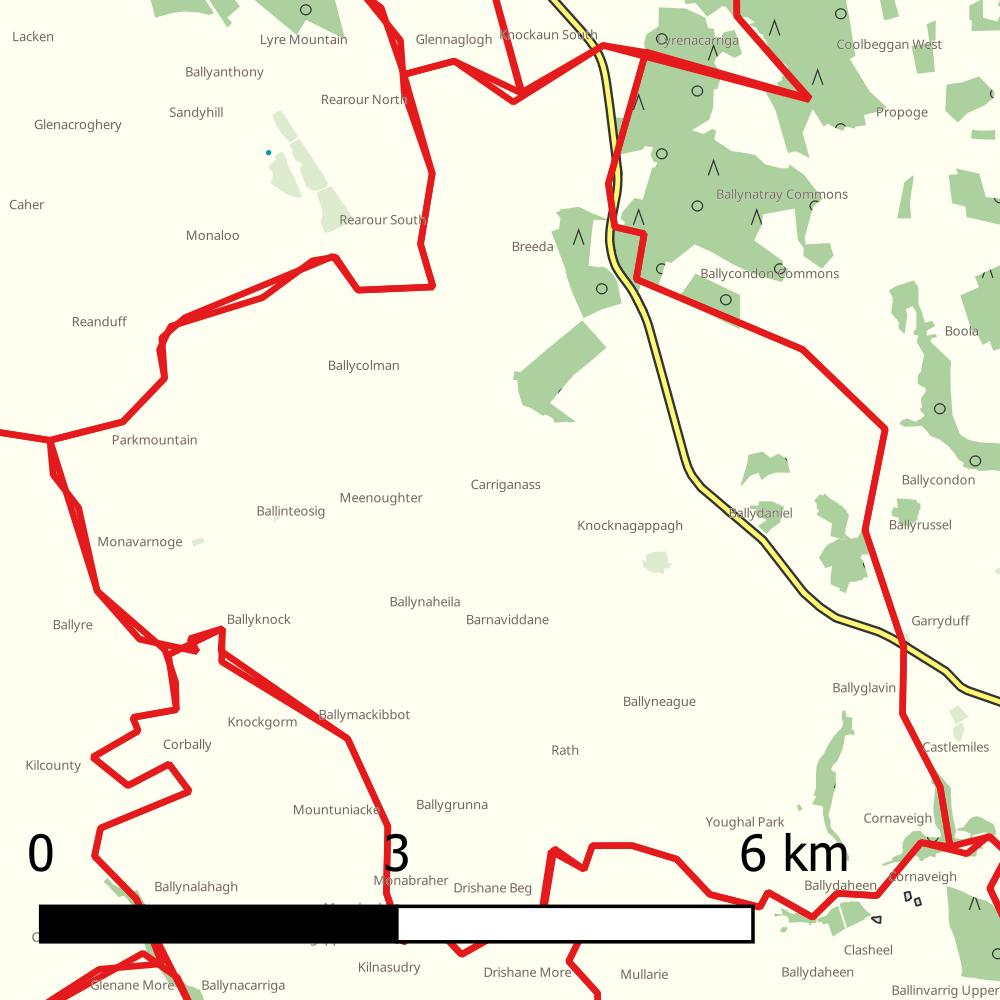 Lacken
Lyre Mountain
Glennaglogh
Knockaun South
Lyrenacarriga
Coolbeggan West
Ballyanthony
Rearour North
Sandyhill
Propoge
Glenacroghery
Ballynatray Commons
Caher
Rearour South
Monaloo
Breeda
Ballycondon Commons
Reanduff
Boola
Ballycolman
Parkmountain
Ballycondon
Carriganass
Meenoughter
Ballinteosig
Ballydaniel
Knocknagappagh
Ballyrussel
Monavarnoge
Ballynaheila
Ballyre
Ballyknock
Barnaviddane
Garryduff
Ballyglavin
Ballyneague
Knockgorm
Ballymackibbot
Corbally
Rath
Castlemiles
Kilcounty
Mountuniacke
Ballygrunna
Youghal Park
Cornaveigh
0
3
6 km
Ballynalahagh
Monabraher
Drishane Beg
Ballydaheen
Cornaveigh
Clasheel
Kilnasudry
Drishane More
Mullarie
Ballydaheen
Glenane More
Ballynacarriga
Ballinvarrig Upper